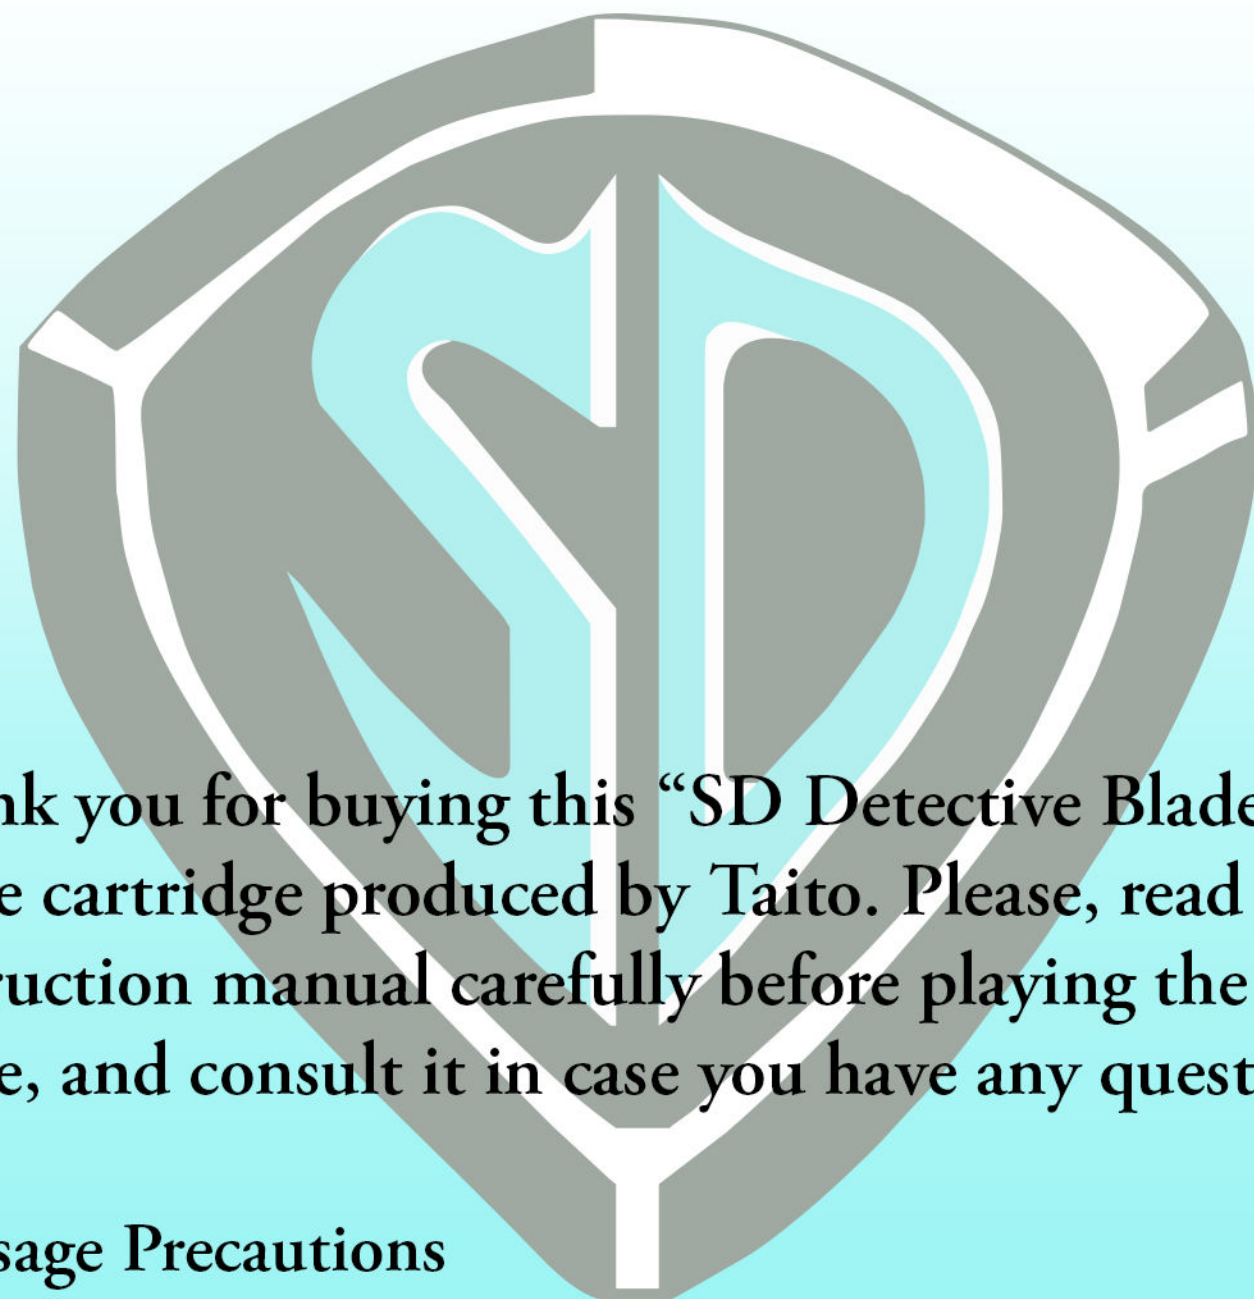 SD
nk you for buying this “SD Detective Blade
e cartridge produced by Taito. Please, read
ruction manual carefully before playing the
e, and consult it in case you have any quest
sage Precautions